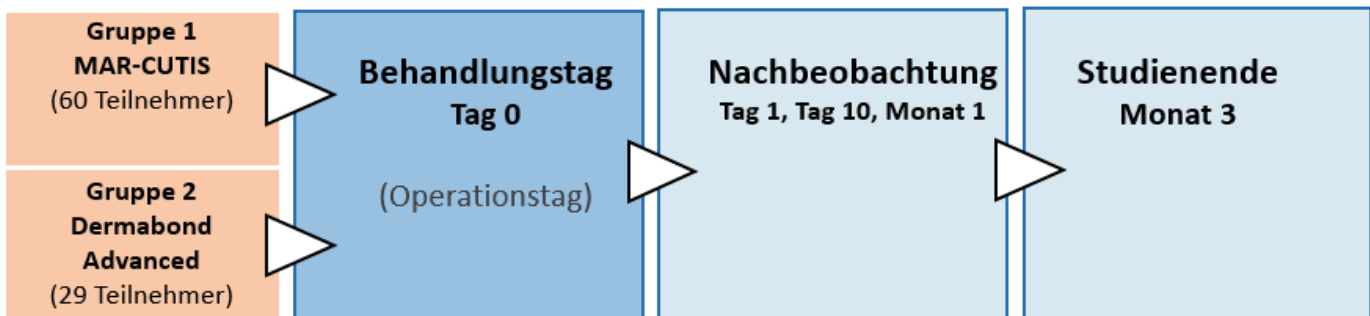 Gruppe 1
MAR-CUTIS
(60 Teilnehmer)
Gruppe 2
Dermabond
Advanced
(29 Teilnehmer)
Behandlungstag
Tag 0
(Operationstag)
Nachbeobachtung
Tag 1, Tag 10, Monat 1
Studienende
Monat 3